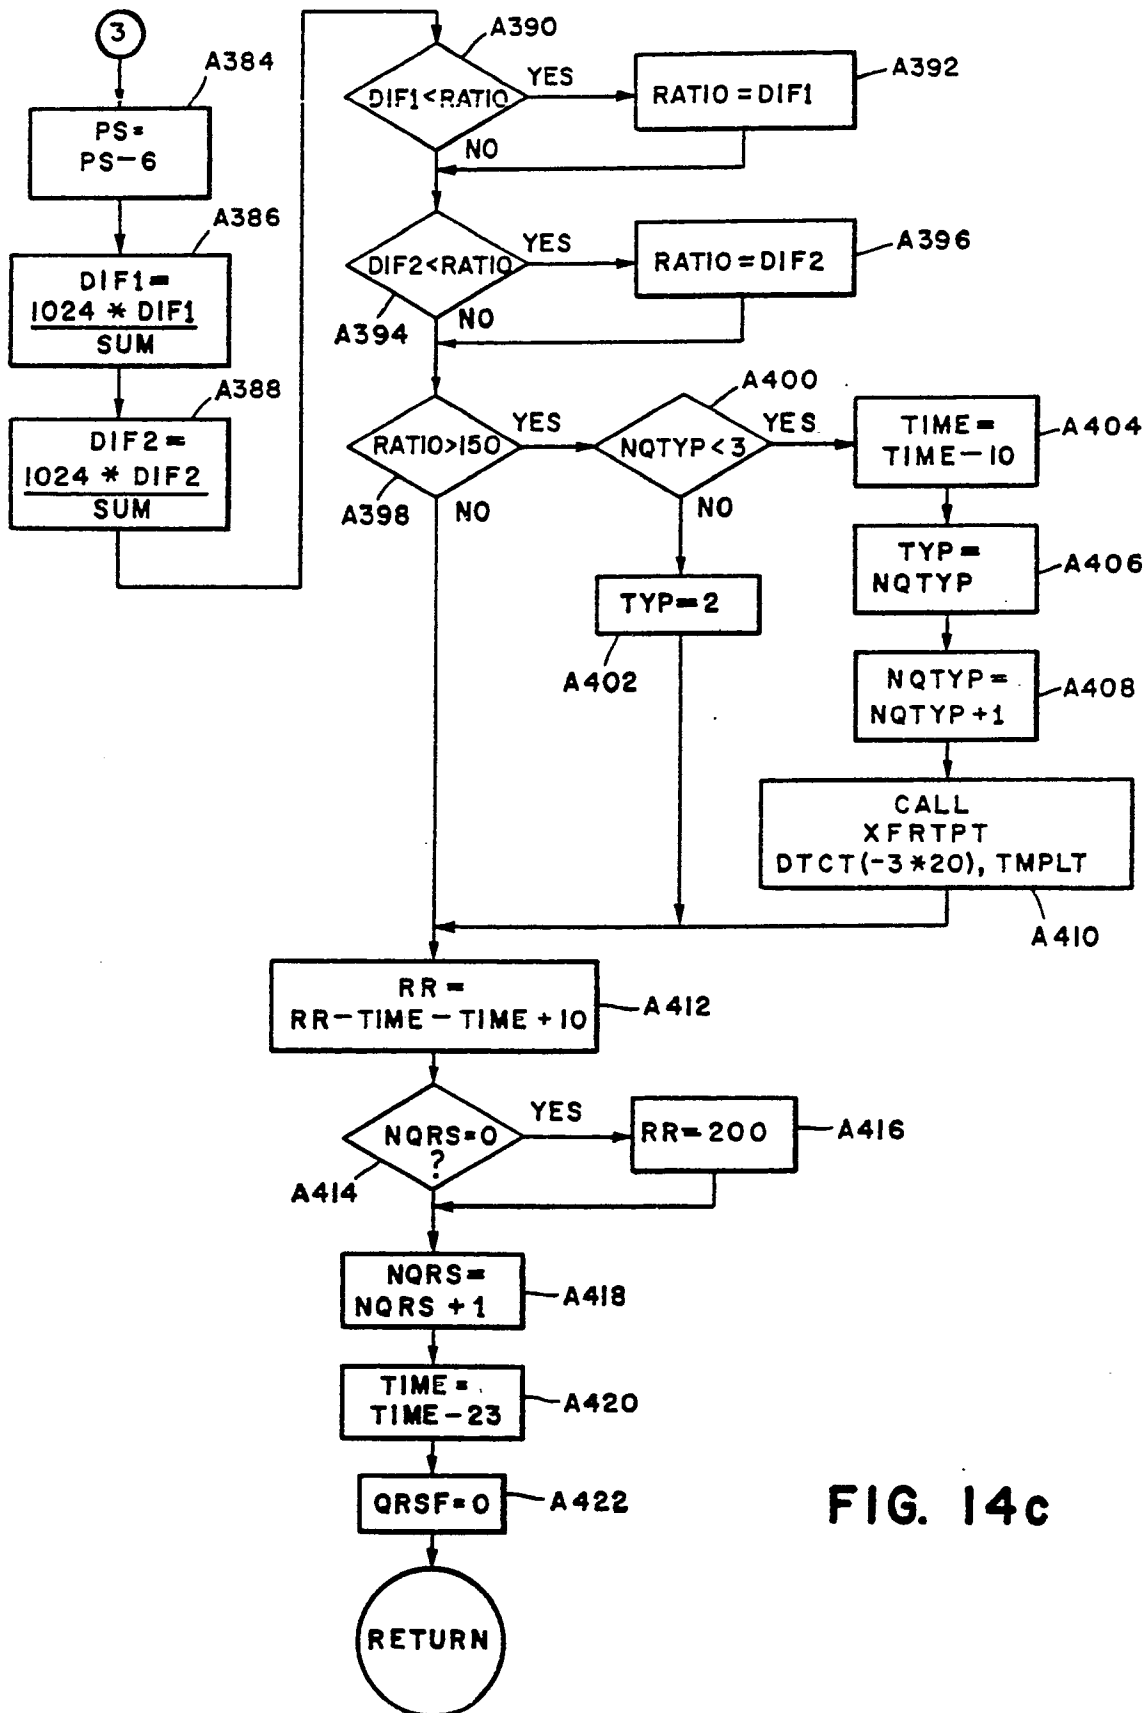 3
A384
PS=
PS-6
A386
DIF1=
1024 * DIF1
SUM
A388
DIF2=
1024 * DIF2
SUM
A390
DIF1<RATIO
YES
RATIO=DIF1
A392
NO
DIF2<RATIO
YES
RATIO=DIF2
A396
A394
NO
RATIO>150
YES
A398
NO
A400
NQTYP<3
YES
NO
TYP=2
A402
TIME=
TIME-10
A404
TYP=
NQTYP
A406
NQTYP=
NQTYP+1
A408
CALL
XFRTPT
DTCT(-3*20), TMPLT
A410
RR=
RR-TIME-TIME+10
A412
NQRS=0
?
YES
RR=200
A416
A414
NQRS=
NQRS +1
A418
TIME=
TIME-23
A420
QRSF=0
A422
RETURN
FIG. 14c